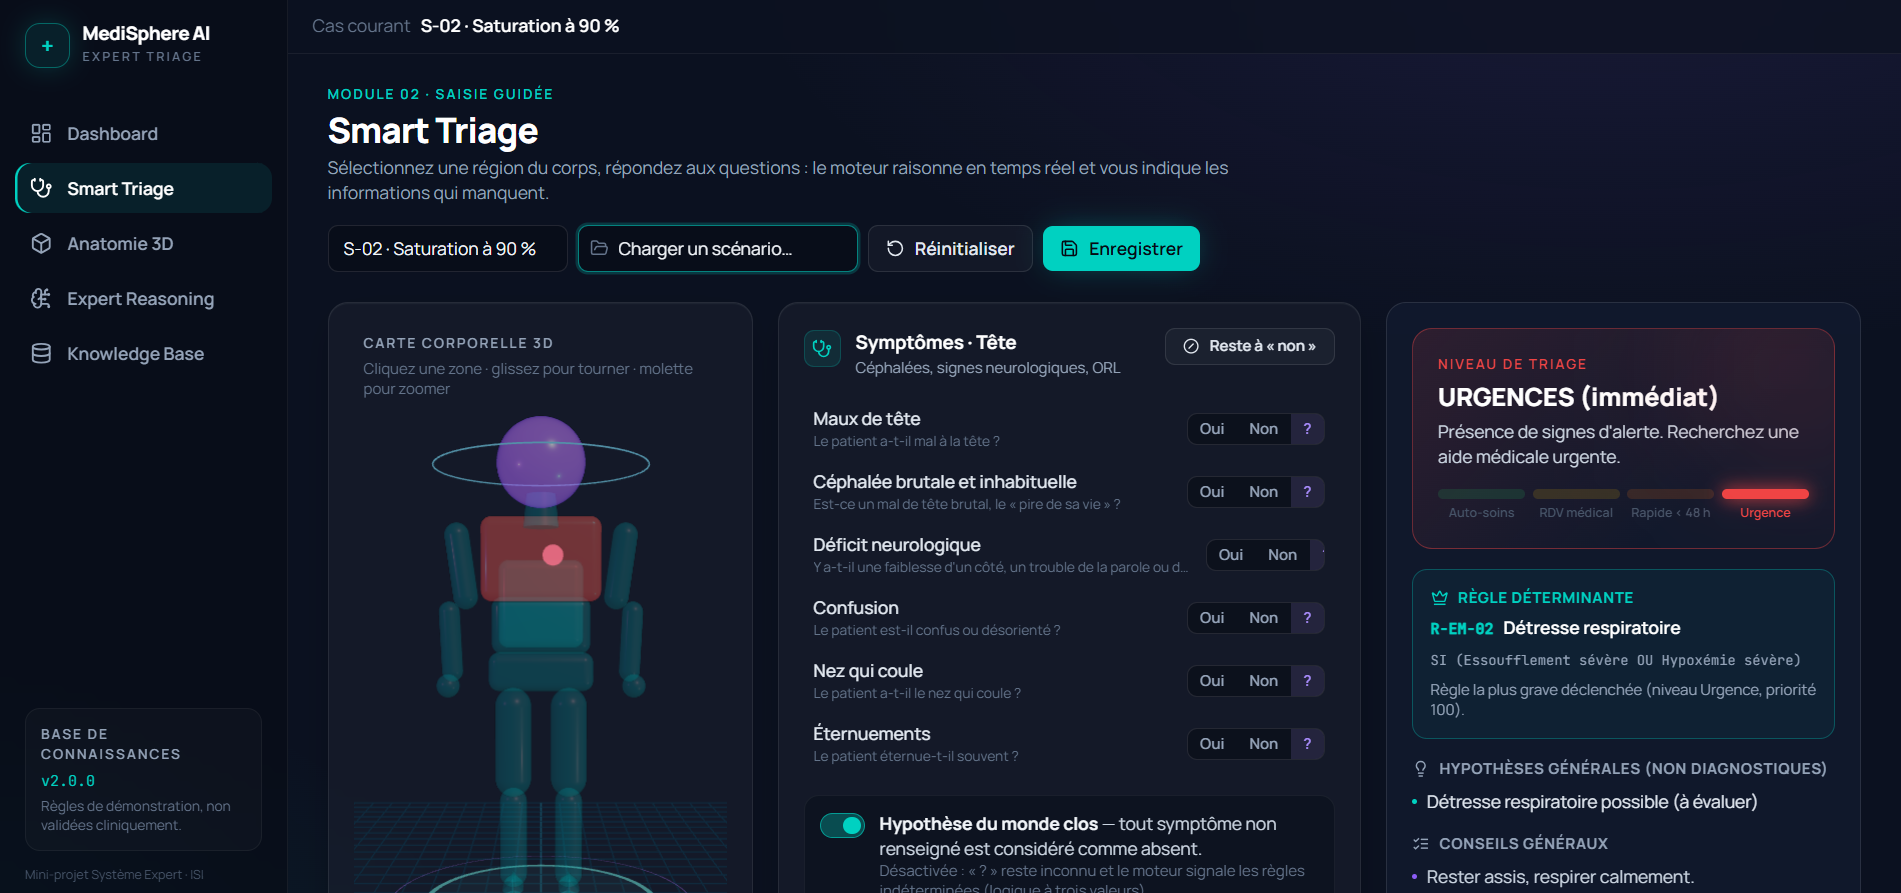 MediSphere AI
EXPERT TRIAGE
Dashboard
Smart Triage
Anatomie 3D
Expert Reasoning
Knowledge Base
BASE DE
CONNAISSANCES
v2.0.0
Règles de démonstration, non
validées cliniquement.
Mini-projet Système Expert · ISI
Cas courant S-02 · Saturation à 90 %
MODULE 02 · SAISIE GUIDÉE
Smart Triage
Sélectionnez une région du corps, répondez aux questions : le moteur raisonne en temps réel et vous indique les
informations qui manquent.
S-02 · Saturation à 90 %
Charger un scénario...
Réinitialiser
Enregistrer
CARTE CORPORELLE 3D
Cliquez une zone · glissez pour tourner · molette
pour zoomer
Symptômes · Tête
Céphalées, signes neurologiques, ORL
Reste à « non »
Maux de tête
Le patient a-t-il mal à la tête ?
Oui Non ?
Céphalée brutale et inhabituelle
Est-ce un mal de tête brutal, le « pire de sa vie » ?
Oui Non ?
Déficit neurologique
Y a-t-il une faiblesse d'un côté, un trouble de la parole ou d...
Oui Non
Confusion
Le patient est-il confus ou désorienté ?
Oui Non ?
Nez qui coule
Le patient a-t-il le nez qui coule ?
Oui Non ?
Éternuements
Le patient éternue-t-il souvent ?
Oui Non ?
Hypothèse du monde clos — tout symptôme non
renseigné est considéré comme absent.
Désactivée : « ? » reste inconnu et le moteur signale les règles
indéterminées (logique à trois valeurs).
NIVEAU DE TRIAGE
URGENCES (immédiat)
Présence de signes d'alerte. Recherchez une
aide médicale urgente.
Auto-soins RDV médical Rapide < 48 h Urgence
RÈGLE DÉTERMINANTE
R-EM-02 Détresse respiratoire
SI (Essoufflement sévère OU Hypoxémie sévère)
Règle la plus grave déclenchée (niveau Urgence, priorité
100).
HYPOTHÈSES GÉNÉRALES (NON DIAGNOSTIQUES)
• Détresse respiratoire possible (à évaluer)
CONSEILS GÉNÉRAUX
• Rester assis, respirer calmement.